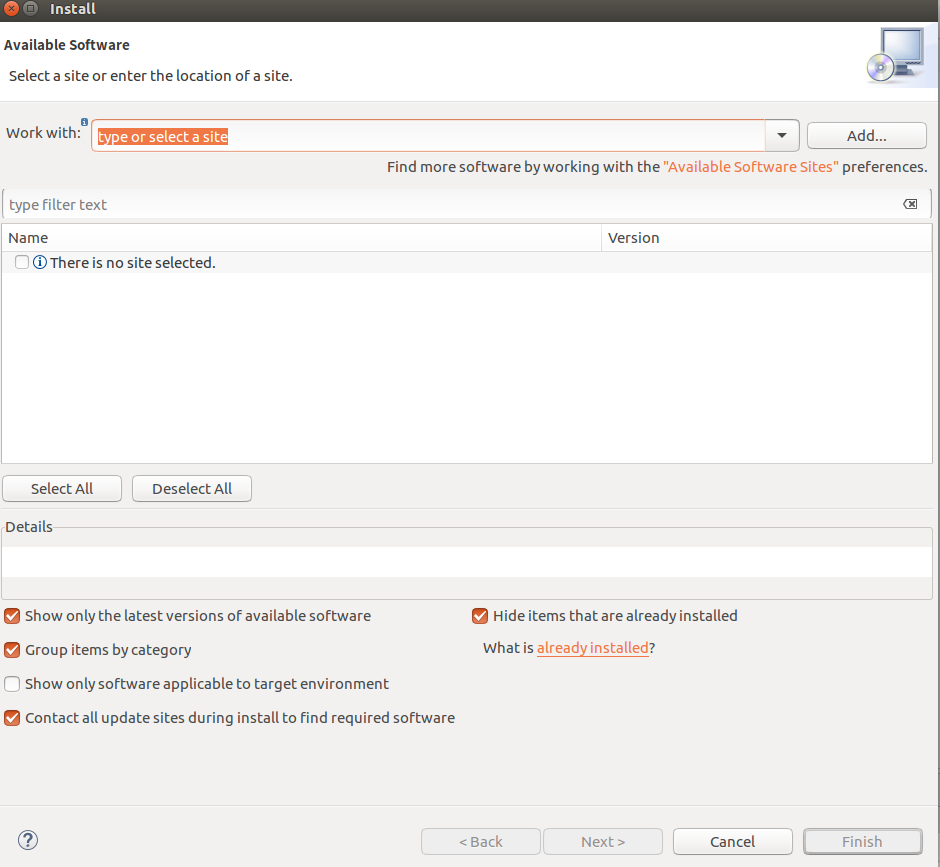 Install
Available Software
Select a site or enter the location of a site.
Work with: type or select a site Add...
Find more software by working with the "Available Software Sites" preferences.
type filter text
Name Version
There is no site selected.
Select All Deselect All
Details
Show only the latest versions of available software Hide items that are already installed
Group items by category What is already installed?
Show only software applicable to target environment
Contact all update sites during install to find required software
? < Back Next > Cancel Finish